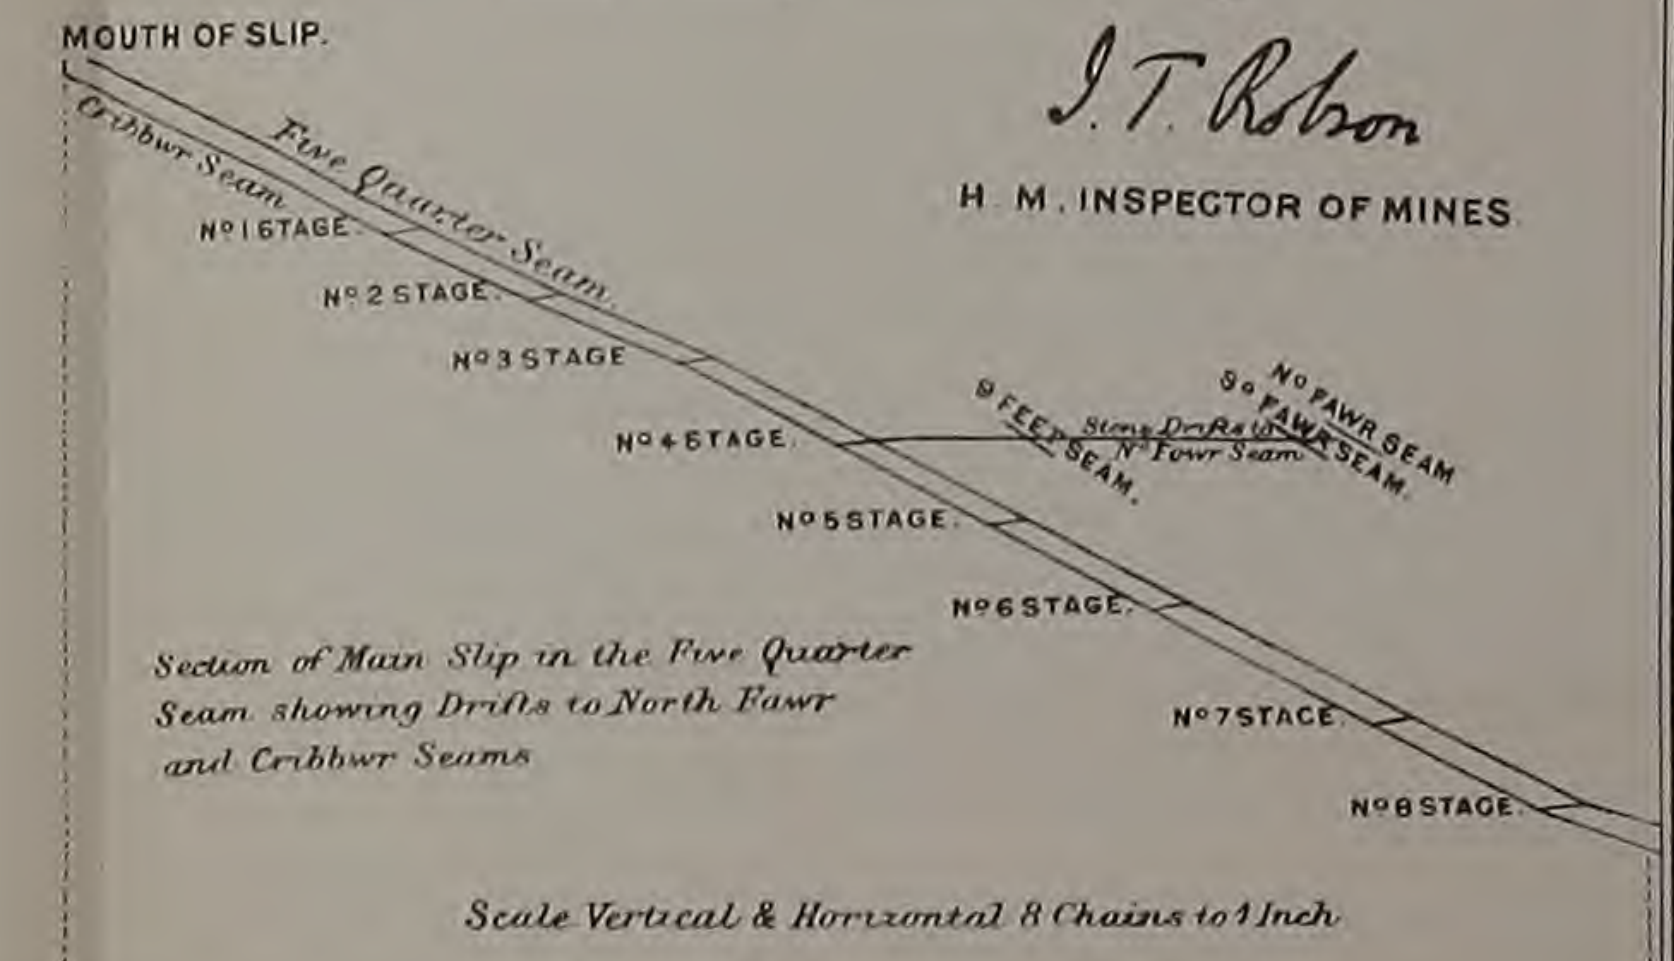 MOUTH OF SLIP.
I. T. Robson
H. M. INSPECTOR OF MINES.
Five Quarter Seam.
Cribbwr Seam
No 1 STAGE.
No 2 STAGE.
No 3 STAGE
No 4 STAGE.
9 FEET SEAM.
Stone Drifts to
No Fawr Seam
No FAWR SEAM
So FAWR SEAM.
No 5 STAGE.
No 6 STAGE.
No 7 STAGE.
No 8 STAGE.
Section of Main Slip in the Five Quarter
Seam showing Drifts to North Fawr
and Cribbwr Seams
Scale Vertical & Horizontal 8 Chains to 1 Inch